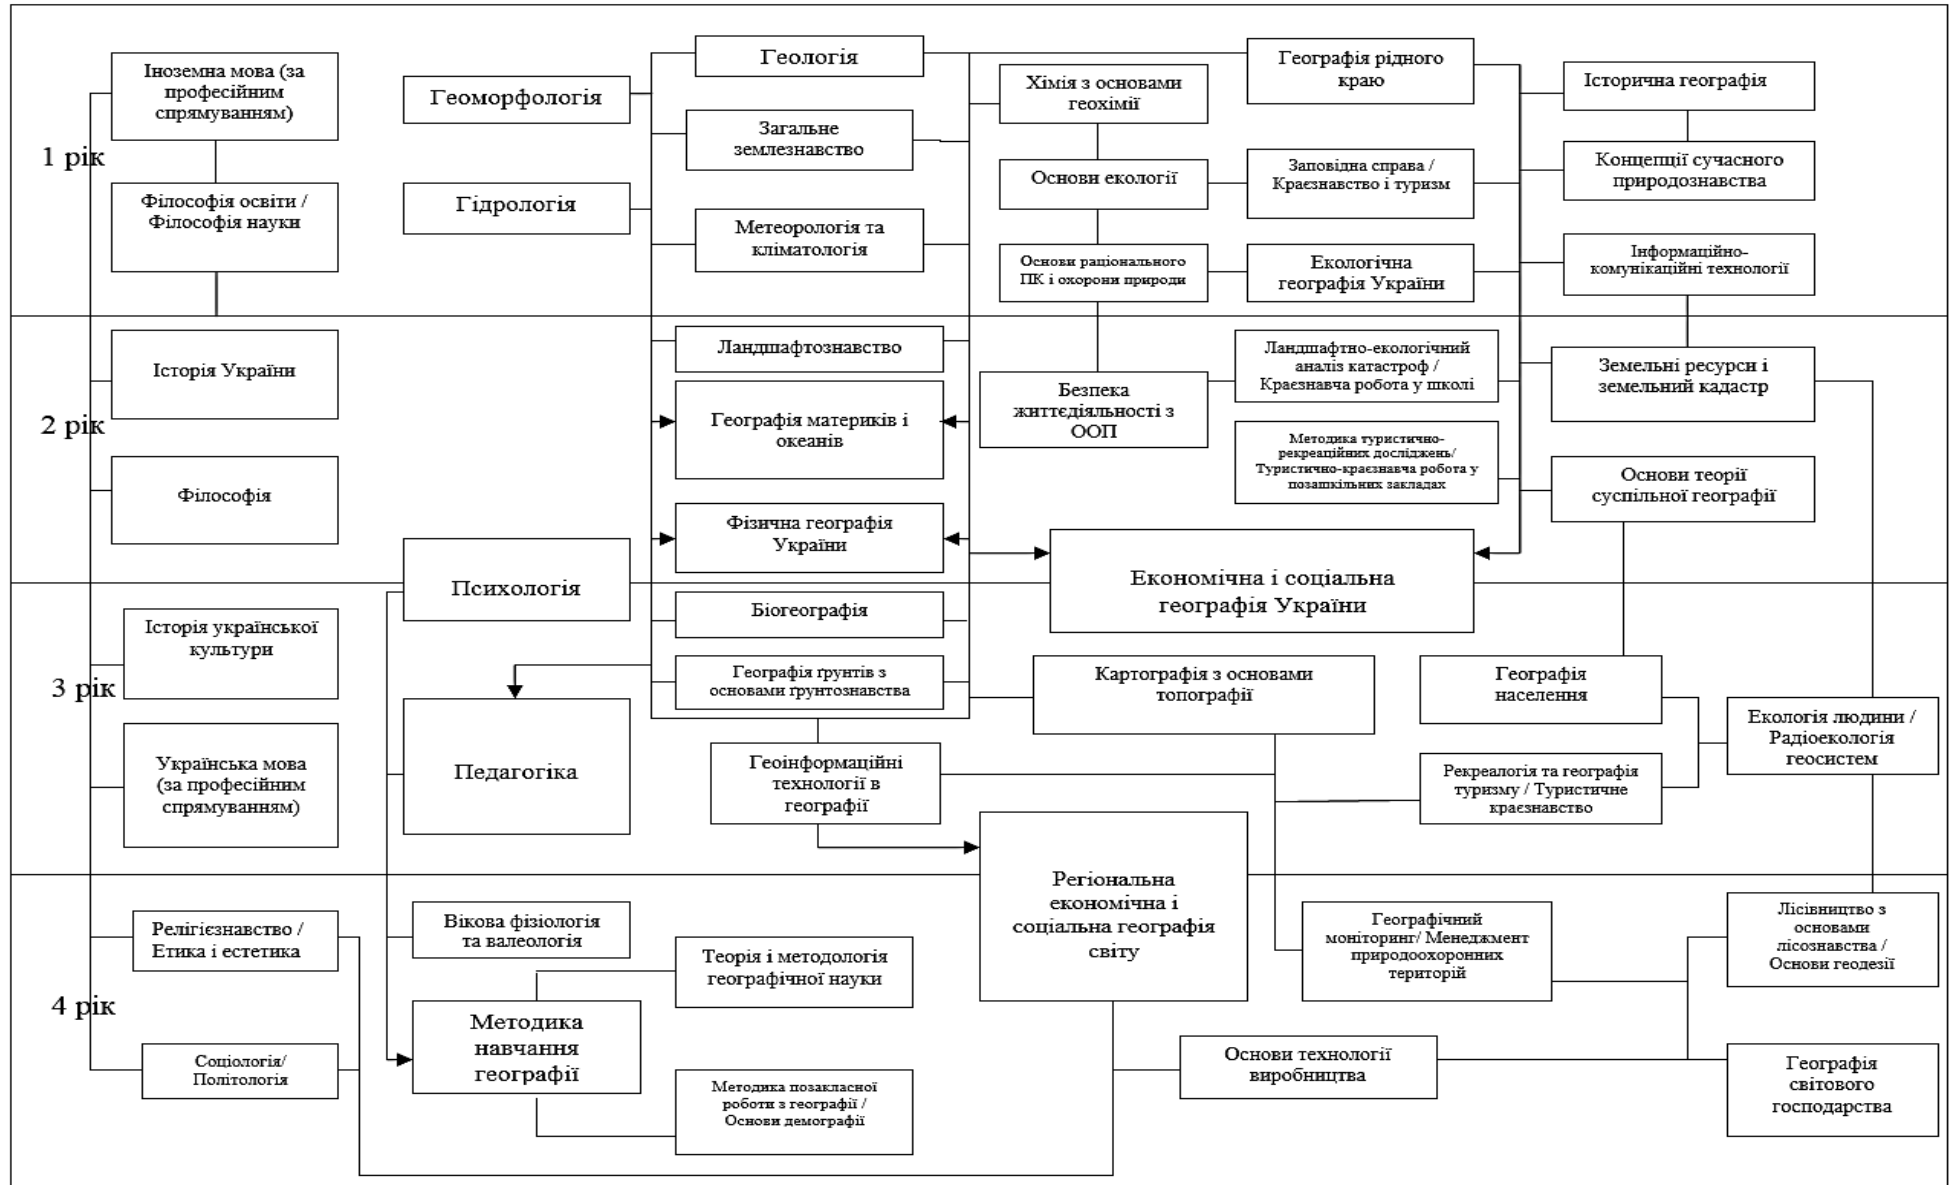 1 рік
Іноземна мова (за
професійним
спрямуванням)
Філософія освіти /
Філософія науки
Геоморфологія
Гідрологія
Геологія
Загальне
землезнавство
Метеорологія та
кліматологія
Хімія з основами
геохімії
Основи екології
Основи раціонального
ПК і охорони природи
Географія рідного
краю
Заповідна справа /
Краєзнавство і туризм
Екологічна
географія України
Історична географія
Концепції сучасного
природознавства
Інформаційно-
комунікаційні технології
2 рік
Історія України
Філософія
Ландшафтознавство
Географія материків і
океанів
Фізична географія
України
Безпека
життєдіяльності з
ООП
Ландшафтно-екологічний
аналіз катастроф /
Краєзнавча робота у школі
Методика туристично-
рекреаційних досліджень/
Туристично-краєзнавча робота у
позашкільних закладах
Земельні ресурси і
земельний кадастр
Основи теорії
суспільної географії
Психологія
Економічна і соціальна
географія України
3 рік
Історія української
культури
Українська мова
(за професійним
спрямуванням)
Педагогіка
Біогеографія
Географія ґрунтів з
основами ґрунтознавства
Геоінформаційні
технології в
географії
Картографія з основами
топографії
Географія
населення
Рекреалогія та географія
туризму / Туристичне
краєзнавство
Екологія людини /
Радіоекологія
геосистем
Регіональна
економічна і
соціальна географія
світу
4 рік
Релігієзнавство /
Етика і естетика
Соціологія/
Політологія
Вікова фізіологія
та валеологія
Теорія і методологія
географічної науки
Методика
навчання
географії
Методика позакласної
роботи з географії /
Основи демографії
Географічний
моніторинг/ Менеджмент
природоохоронних
територій
Основи технології
виробництва
Лісівництво з
основами
лісознавства /
Основи геодезії
Географія
світового
господарства